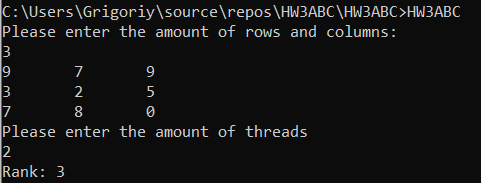 C:\Users\Grigoriy\source\repos\HW3ABC\HW3ABC>HW3ABC
Please enter the amount of rows and columns:
3
9 7 9
3 2 5
7 8 0
Please enter the amount of threads
2
Rank: 3